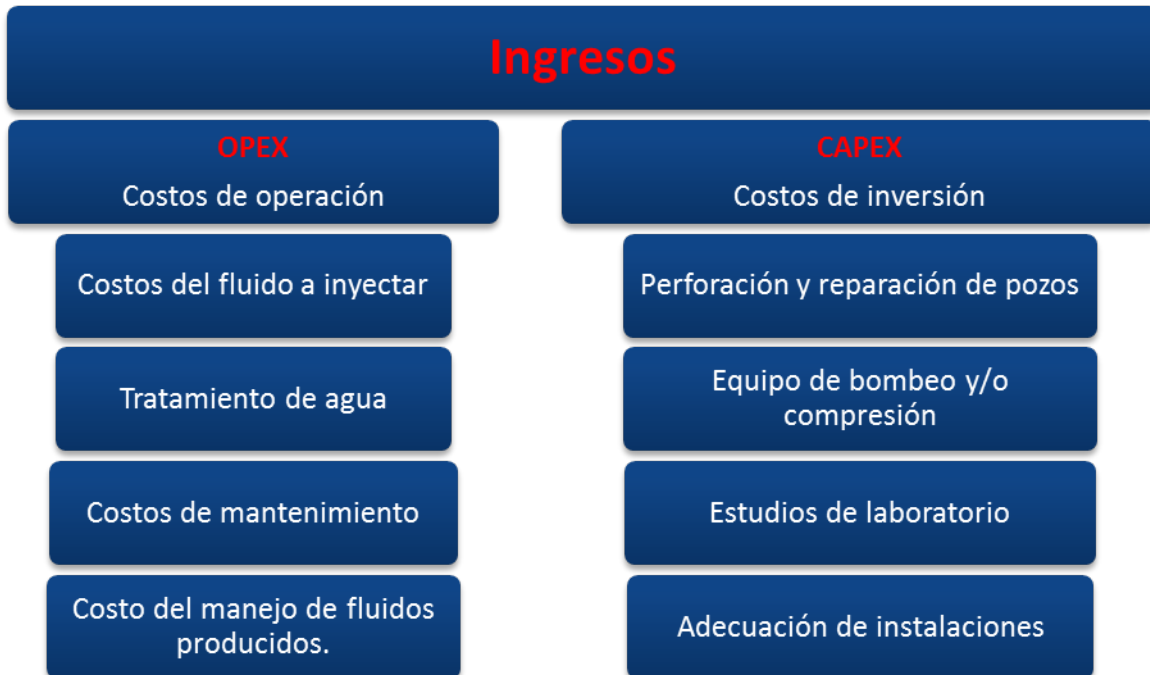 Ingresos
OPEX
Costos de operación
Costos del fluido a inyectar
Tratamiento de agua
Costos de mantenimiento
Costo del manejo de fluidos
producidos.
CAPEX
Costos de inversión
Perforación y reparación de pozos
Equipo de bombeo y/o
compresión
Estudios de laboratorio
Adecuación de instalaciones